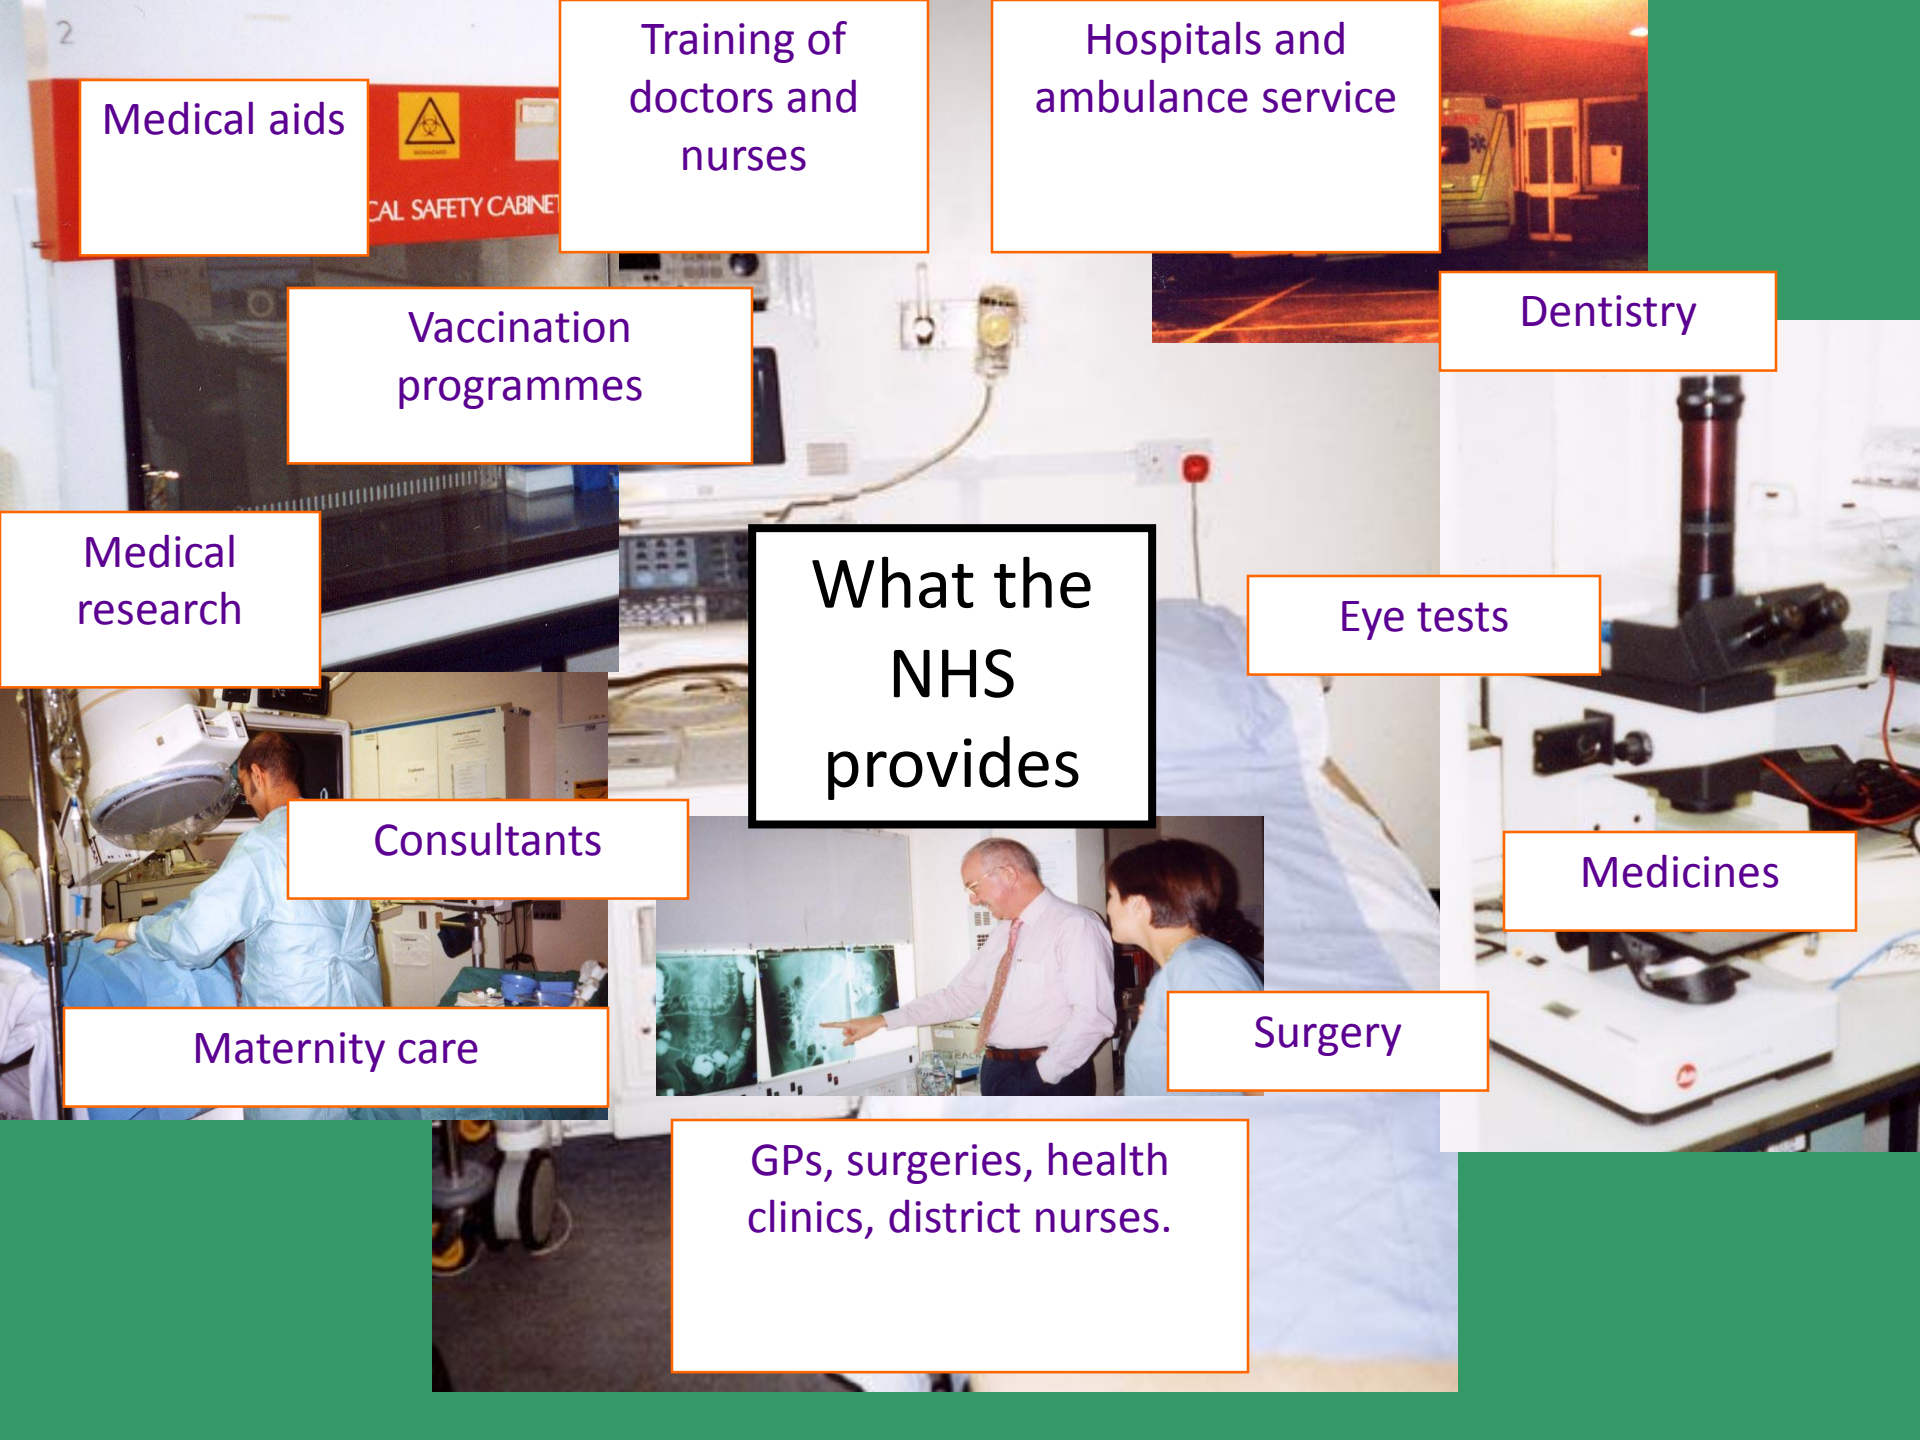 2
Training of
doctors and
nurses
Hospitals and
ambulance service
Medical aids
BIOHAZARD
CAL SAFETY CABINET
Dentistry
Vaccination
programmes
Medical
research
What the
NHS
provides
Eye tests
Consultants
Medicines
Maternity care
Surgery
GPs, surgeries, health
clinics, district nurses.